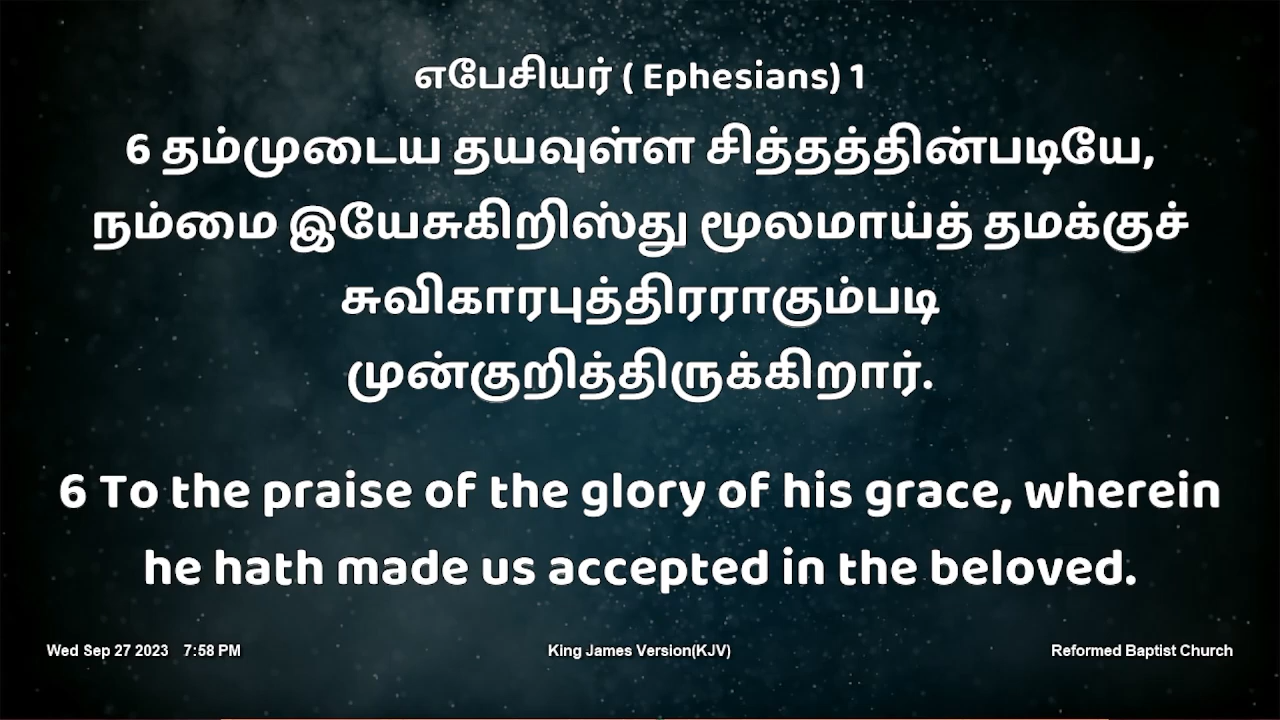 எபேசியர் ( Ephesians) 1
6 தம்முடைய தயவுள்ள சித்தத்தின்படியே,
நம்மை இயேசுகிறிஸ்து மூலமாய்த் தமக்குச்
சுவிகாரபுத்திரராகும்படி
முன்குறித்திருக்கிறார்.
6 To the praise of the glory of his grace, wherein
he hath made us accepted in the beloved.
Wed Sep 27 2023 7:58 PM King James Version(KJV) Reformed Baptist Church